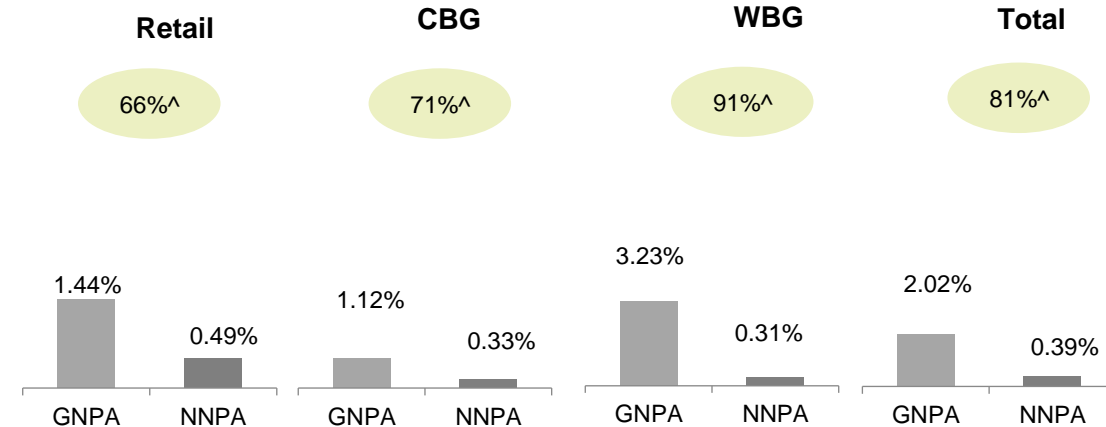 Retail
CBG
WBG
Total
66%^
71%^
91%^
81%^
1.44%
0.49%
GNPA
NNPA
1.12%
0.33%
GNPA
NNPA
3.23%
0.31%
GNPA
NNPA
2.02%
0.39%
GNPA
NNPA